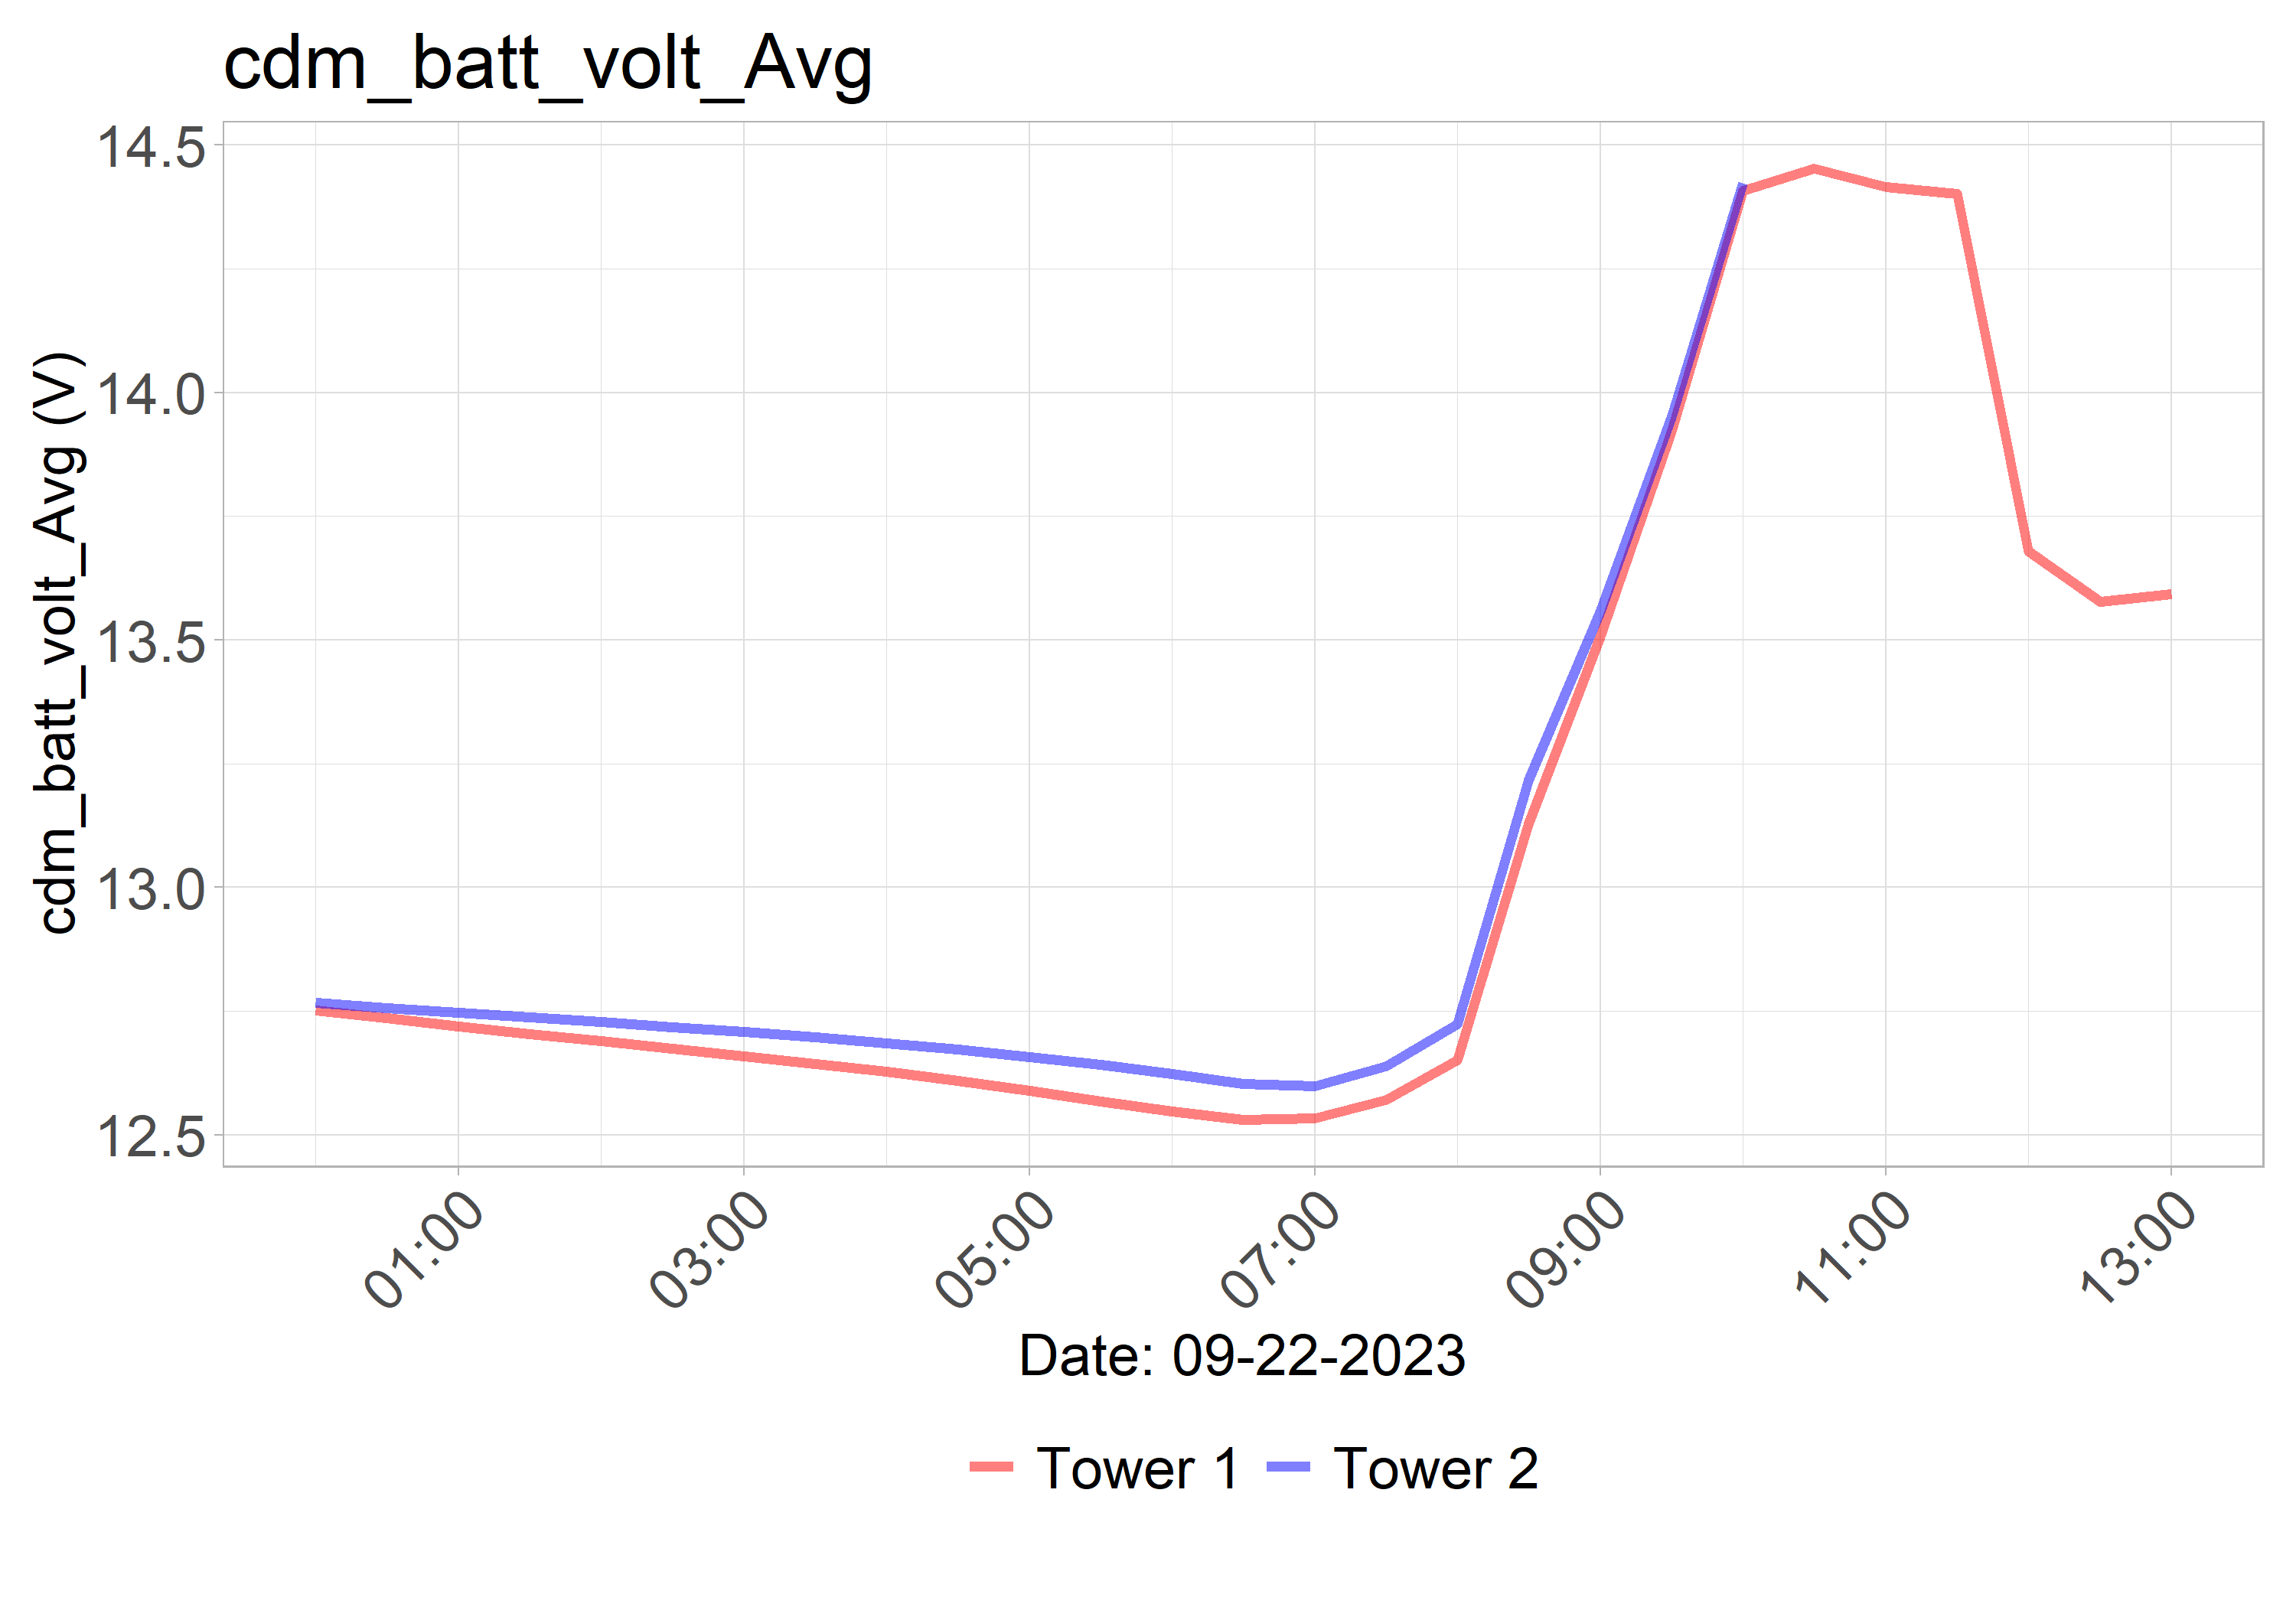 cdm_batt_volt_Avg
cdm_batt_volt_Avg (V)
14.5
14.0
13.5
13.0
12.5
01:00
03:00
05:00
07:00
09:00
11:00
13:00
Date: 09-22-2023
Tower 1
Tower 2